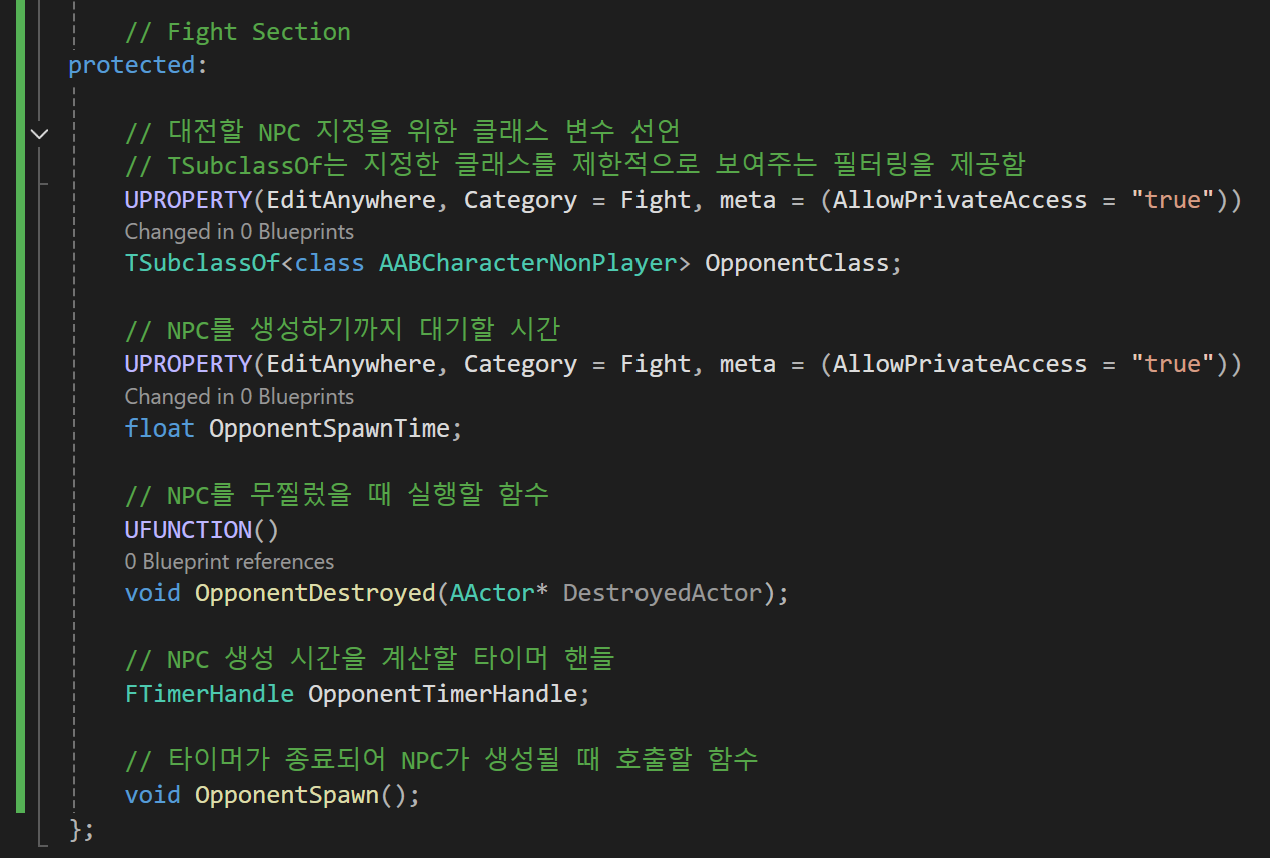 // Fight Section
protected:
// 대전할 NPC 지정을 위한 클래스 변수 선언
// TSubclassOf는 지정한 클래스를 제한적으로 보여주는 필터링을 제공함
UPROPERTY(EditAnywhere, Category = Fight, meta = (AllowPrivateAccess = "true"))
Changed in 0 Blueprints
TSubclassOf<class AABCharacterNonPlayer> OpponentClass;
// NPC를 생성하기까지 대기할 시간
UPROPERTY(EditAnywhere, Category = Fight, meta = (AllowPrivateAccess = "true"))
Changed in 0 Blueprints
float OpponentSpawnTime;
// NPC를 무찔렀을 때 실행할 함수
UFUNCTION()
0 Blueprint references
void OpponentDestroyed(AActor* DestroyedActor);
// NPC 생성 시간을 계산할 타이머 핸들
FTimerHandle OpponentTimerHandle;
// 타이머가 종료되어 NPC가 생성될 때 호출할 함수
void OpponentSpawn();
};